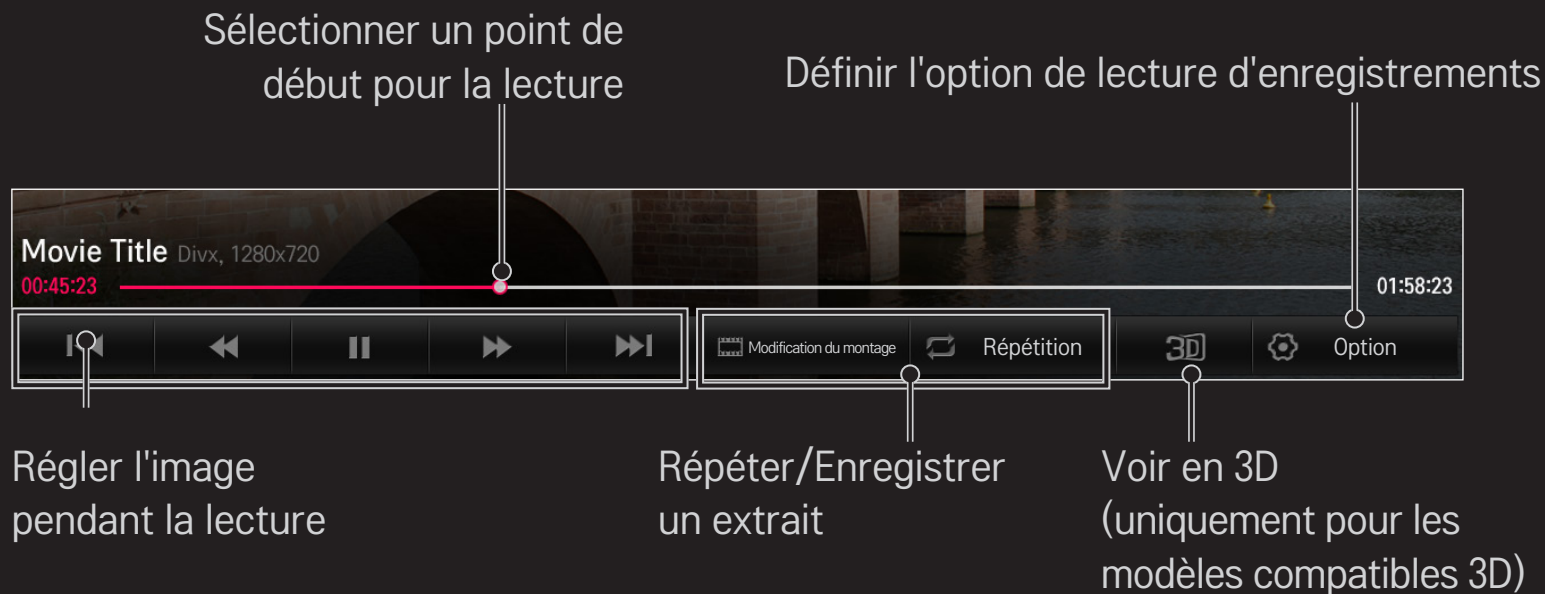 Sélectionner un point de
début pour la lecture
Définir l'option de lecture d'enregistrements
Movie Title Divx, 1280x720
00:45:23
01:58:23
Modification du montage
Répétition
3D
Option
Régler l'image
pendant la lecture
Répéter/Enregistrer
un extrait
Voir en 3D
(uniquement pour les
modèles compatibles 3D)